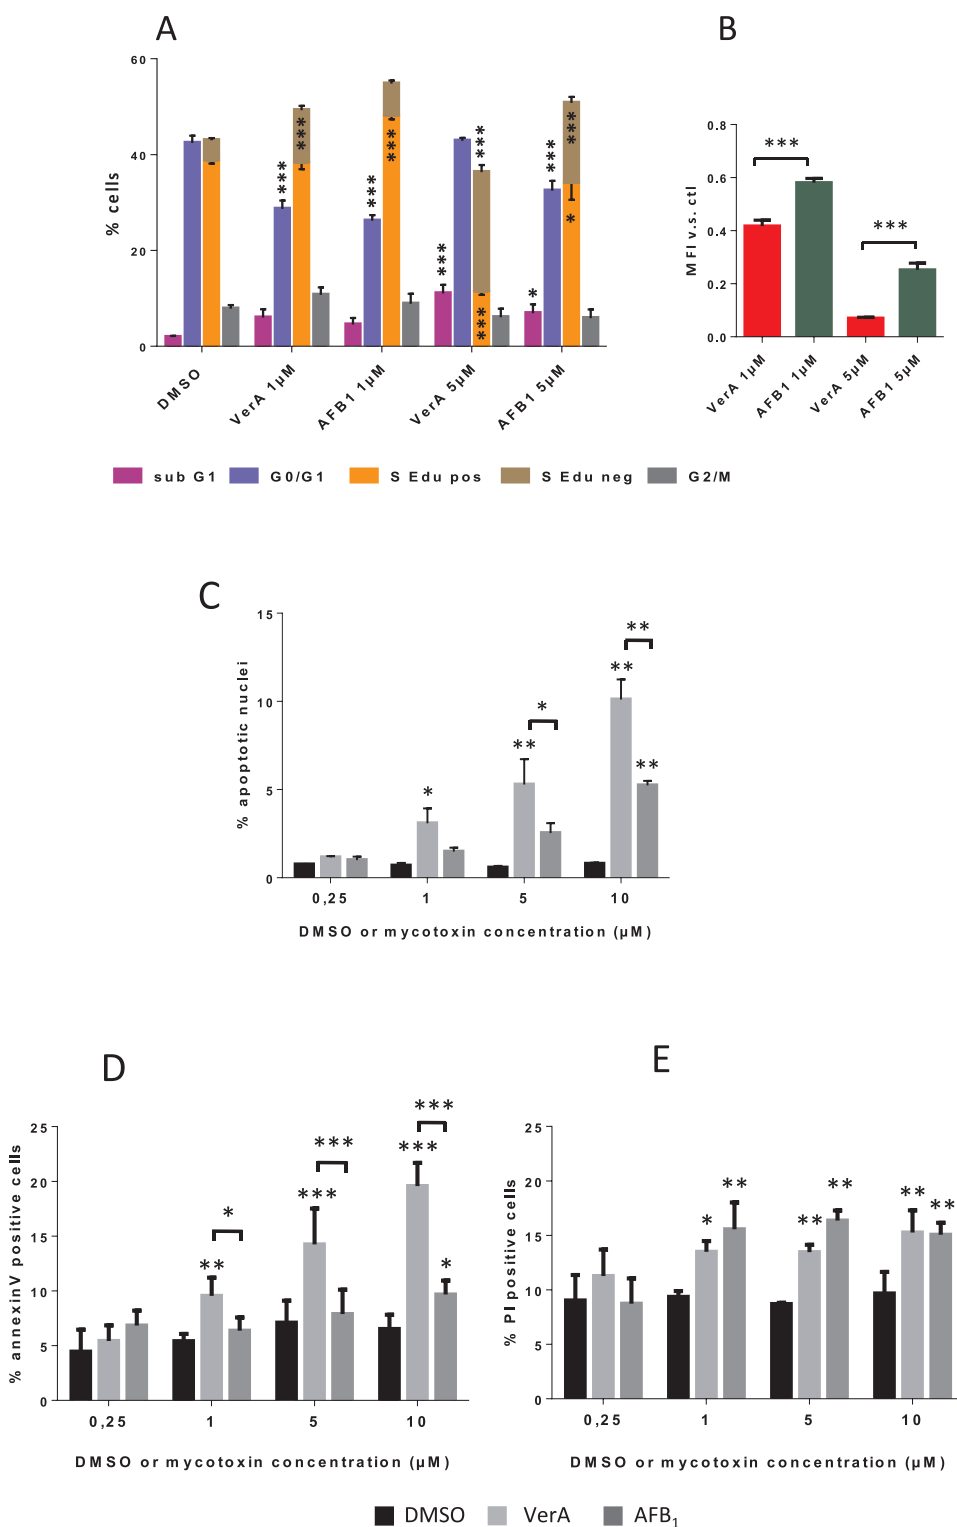 A
B
60
40
20
0
% cells
***
***
***
***
***
***
***
***
***
***
*
*
DMSO
VerA 1µM
AFB1 1µM
VerA 5µM
AFB1 5µM
sub G1 G0/G1 S Edu pos S Edu neg G2/M
0.8
0.6
0.4
0.2
0.0
MFI v.s. ctl
***
***
VerA 1µM
AFB1 1µM
VerA 5µM
AFB1 5µM
C
15
10
5
0
% apoptotic nuclei
*
**
*
**
**
**
0,25 1 5 10
DMSO or mycotoxin concentration (µM)
D
25
20
15
10
5
0
% annexinV positive cells
**
*
***
***
***
***
*
0,25 1 5 10
DMSO or mycotoxin concentration (µM)
E
25
20
15
10
5
0
% PI positive cells
*
**
**
**
**
**
0,25 1 5 10
DMSO or mycotoxin concentration (µM)
DMSO VerA AFB₁